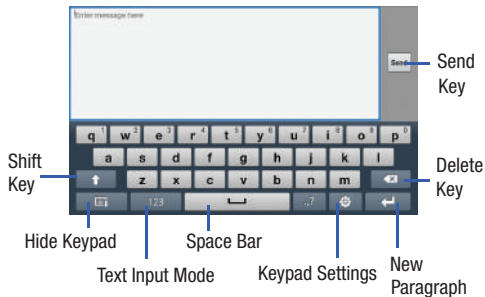 Enter message here
Send
Send Key
q 1 w 2 e 3 r 4 t 5 y 6 u 7 i 8 o 9 p 0
a s d f g h j k l
Shift Key
z x c v b n m
Delete Key
123 .,?
Hide Keypad
Space Bar
Text Input Mode
Keypad Settings
New Paragraph